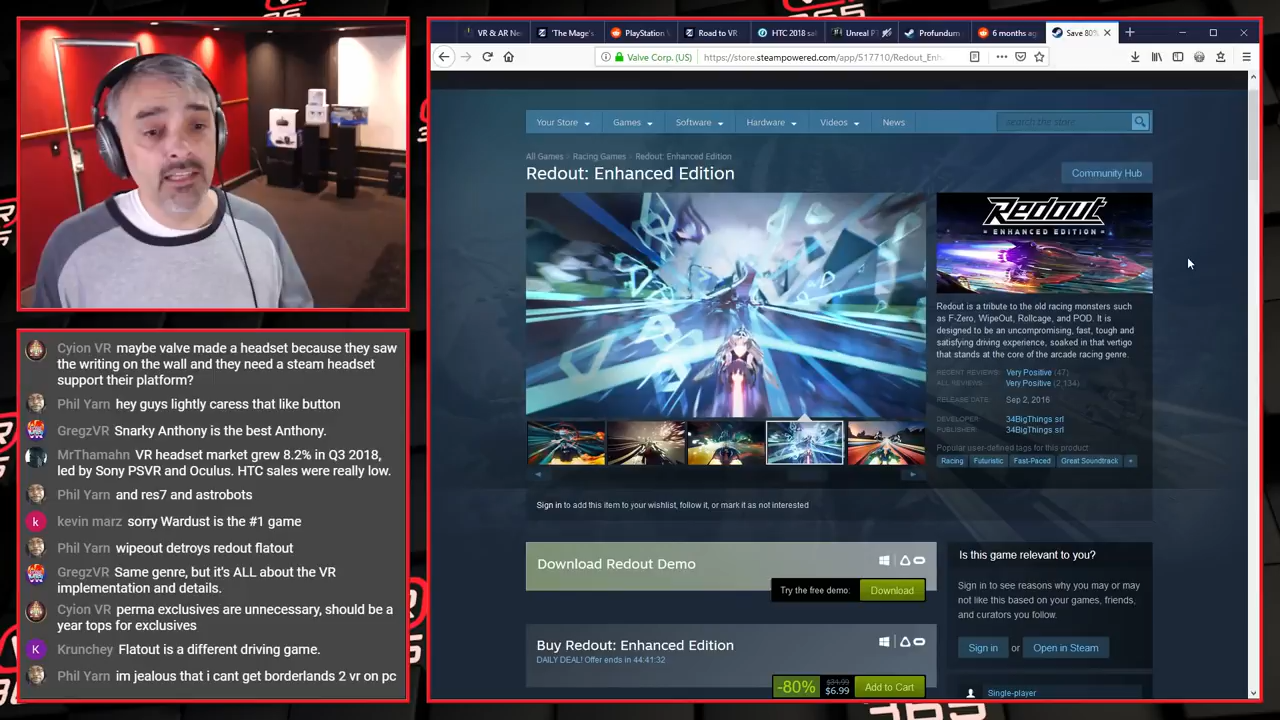 VR & AR Ne
'The Mage's
PlayStation
Road to VR
HTC 2018 sal
Unreal P
Profundum
6 months ag
Save 80%
Valve Corp. (US)
https://store.steampowered.com/app/517710/Redout_Enh
Your Store
Games
Software
Hardware
Videos
News
search the store
All Games > Racing Games > Redout: Enhanced Edition
Redout: Enhanced Edition
Community Hub
Redout
= ENHANCED EDITION =
Redout is a tribute to the old racing monsters such
as F-Zero, WipeOut, Rollcage, and POD. It is
designed to be an uncompromising, fast, tough and
satisfying driving experience, soaked in that vertigo
that stands at the core of the arcade racing genre.
RECENT REVIEWS: Very Positive (47)
ALL REVIEWS: Very Positive (2,134)
RELEASE DATE: Sep 2, 2016
DEVELOPER: 34BigThings srl
PUBLISHER: 34BigThings srl
Popular user-defined tags for this product:
Racing Futuristic Fast-Paced Great Soundtrack +
Sign in to add this item to your wishlist, follow it, or mark it as not interested
Download Redout Demo
Try the free demo: Download
Buy Redout: Enhanced Edition
DAILY DEAL! Offer ends in 44:41:32
-80% $34.99 $6.99 Add to Cart
Is this game relevant to you?
Sign in to see reasons why you may or may
not like this based on your games, friends,
and curators you follow.
Sign in or Open in Steam
Single-player
Cyion VR maybe valve made a headset because they saw
the writing on the wall and they need a steam headset
support their platform?
Phil Yarn hey guys lightly caress that like button
GregzVR Snarky Anthony is the best Anthony,
MrThamahn VR headset market grew 8.2% in Q3 2018,
led by Sony PSVR and Oculus. HTC sales were really low.
Phil Yarn and res7 and astrobots
k
kevin marz sorry Wardust is the #1 game
Phil Yarn wipeout detroys redout flatout
GregzVR Same genre, but it's ALL about the VR
implementation and details.
Cyion VR perma exclusives are unnecessary, should be a
year tops for exclusives
K
Krunchey Flatout is a different driving game.
Phil Yarn im jealous that i cant get borderlands 2 vr on pc
365